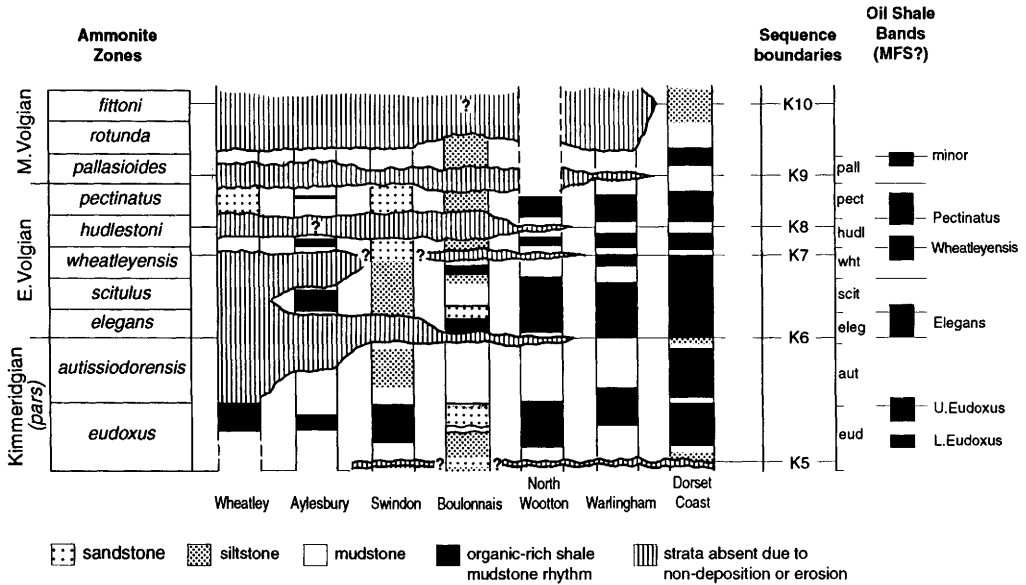 Ammonite
Zones
Sequence
boundaries
Oil Shale
Bands
(MFS?)
M. Volgian
E. Volgian
Kimmeridgian
(pars)
fittoni
rotunda
pallasioides
pectinatus
hudlestoni
wheatleyensis
scitulus
elegans
autissiodorensis
eudoxus
?
?
?
?
?
?
K10
K9
K8
K7
K6
K5
pall
pect
hudl
wht
scit
eleg
aut
eud
minor
Pectinatus
Wheatleyensis
Elegans
U.Eudoxus
L.Eudoxus
Wheatley
Aylesbury
Swindon
Boulonnais
North
Wootton
Warlingham
Dorset
Coast
sandstone
siltstone
mudstone
organic-rich shale
mudstone rhythm
strata absent due to
non-deposition or erosion